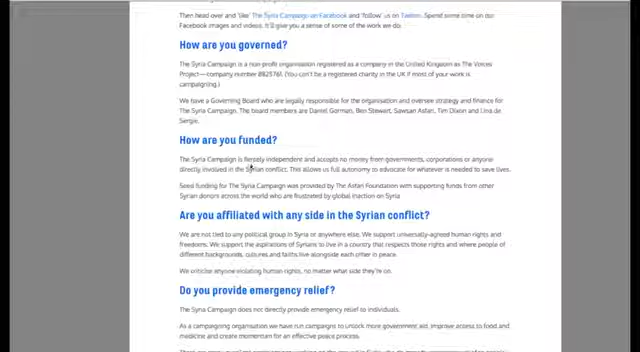 Then head over and 'like' The Syria Campaign on Facebook and 'follow' us on Twitter. Spend some time on our
Facebook images and videos. It'll give you a sense of some of the work we do.
How are you governed?
The Syria Campaign is a non-profit organisation registered as a company in the United Kingdom as The Voices
Project—company number 8825761. (You can't be a registered charity in the UK if most of your work is
campaigning.)
We have a Governing Board who are legally responsible for the organisation and oversee strategy and finance for
The Syria Campaign. The board members are Daniel Gorman, Ben Stewart, Sawsan Asfari, Tim Dixon and Lina de
Sergie.
How are you funded?
The Syria Campaign is fiercely independent and accepts no money from governments, corporations or anyone
directly involved in the Syrian conflict. This allows us full autonomy to advocate for whatever is needed to save lives.
Seed funding for The Syria Campaign was provided by The Asfari Foundation with supporting funds from other
Syrian donors across the world who are frustrated by global inaction on Syria
Are you affiliated with any side in the Syrian conflict?
We are not tied to any political group in Syria or anywhere else. We support universally-agreed human rights and
freedoms. We support the aspirations of Syrians to live in a country that respects those rights and where people of
different backgrounds, cultures and faiths live alongside each other in peace.
We criticise anyone violating human rights, no matter what side they're on.
Do you provide emergency relief?
The Syria Campaign does not directly provide emergency relief to individuals.
As a campaigning organisation we have run campaigns to unlock more government aid, improve access to food and
medicine and create momentum for an effective peace process.